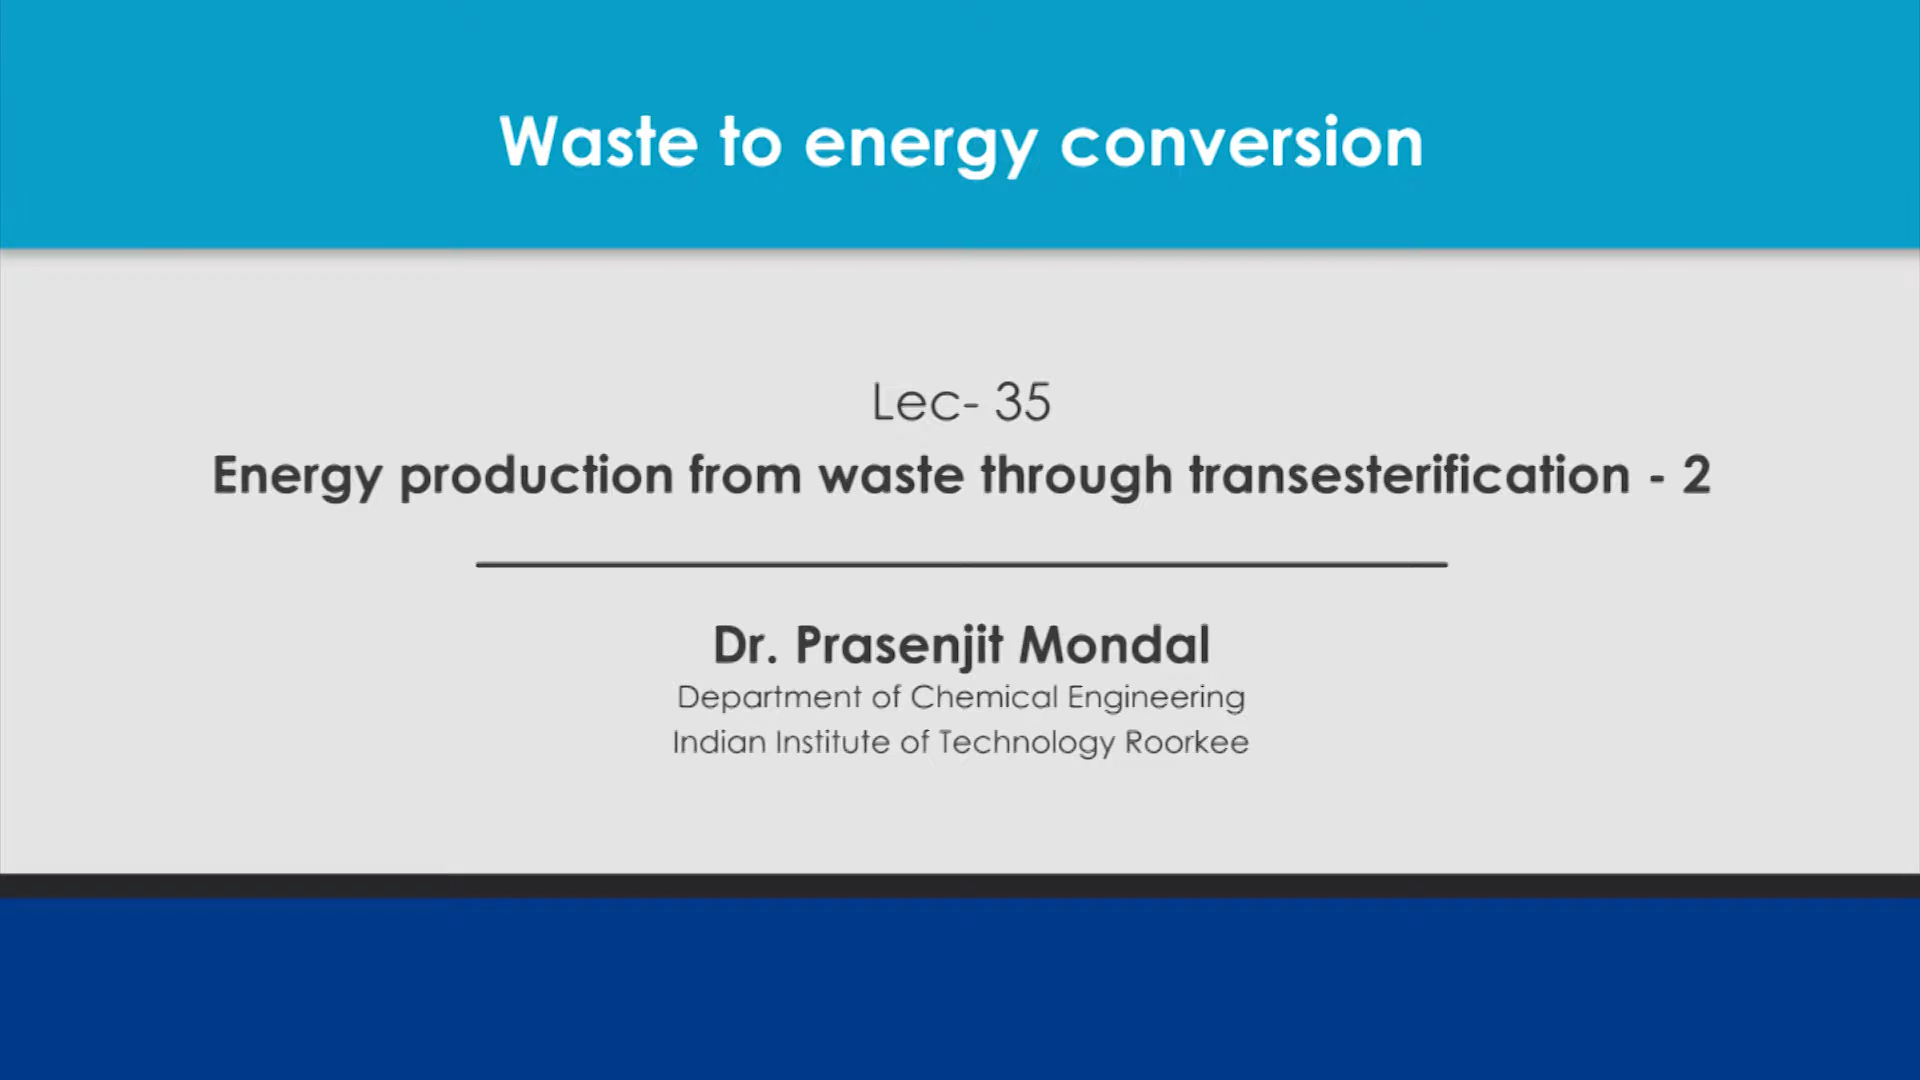 Waste to energy conversion
Lec- 35
Energy production from waste through transesterification - 2
Dr. Prasenjit Mondal
Department of Chemical Engineering
Indian Institute of Technology Roorkee